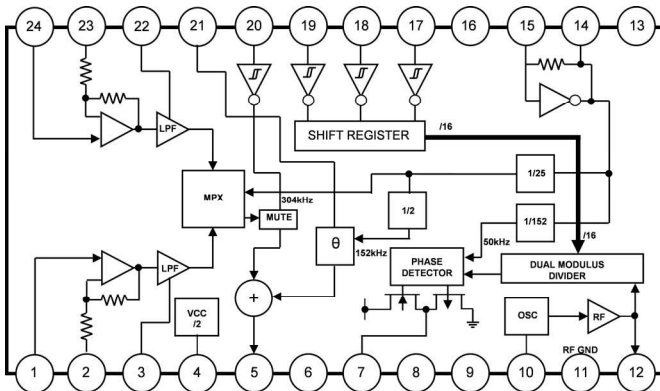 24 23 22 21 20 19 18 17 16 15 14 13
LPF
SHIFT REGISTER
/16
MPX
304kHz
1/25
MUTE
1/2
1/152
θ
152kHz
50kHz
/16
PHASE
DETECTOR
DUAL MODULUS
DIVIDER
LPF
+
VCC
/2
OSC
RF
RF GND
1 2 3 4 5 6 7 8 9 10 11 12